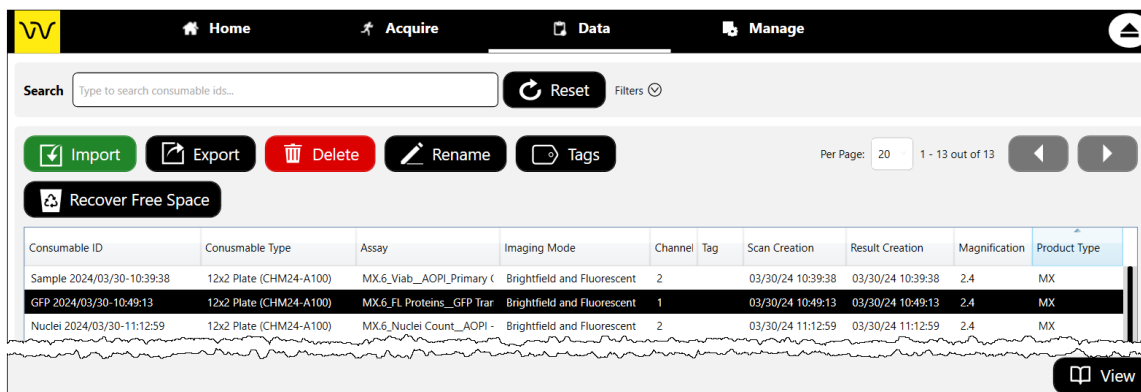 Home Acquire Data Manage
Search Type to search consumable ids... Reset Filters
Import Export Delete Rename Tags Per Page: 20 1 - 13 out of 13
Recover Free Space
Consumable ID Conusmable Type Assay Imaging Mode Channel Tag Scan Creation Result Creation Magnification Product Type
Sample 2024/03/30-10:39:38 12x2 Plate (CHM24-A100) MX.6_Viab__AOPI_Primary Brightfield and Fluorescent 2 03/30/24 10:39:38 03/30/24 10:39:38 2.4 MX
GFP 2024/03/30-10:49:13 12x2 Plate (CHM24-A100) MX.6_FL Proteins__GFP Tran Brightfield and Fluorescent 1 03/30/24 10:49:13 03/30/24 10:49:13 2.4 MX
Nuclei 2024/03/30-11:12:59 12x2 Plate (CHM24-A100) MX.6_Nuclei Count__AOPI - Brightfield and Fluorescent 2 03/30/24 11:12:59 03/30/24 11:12:59 2.4 MX
View